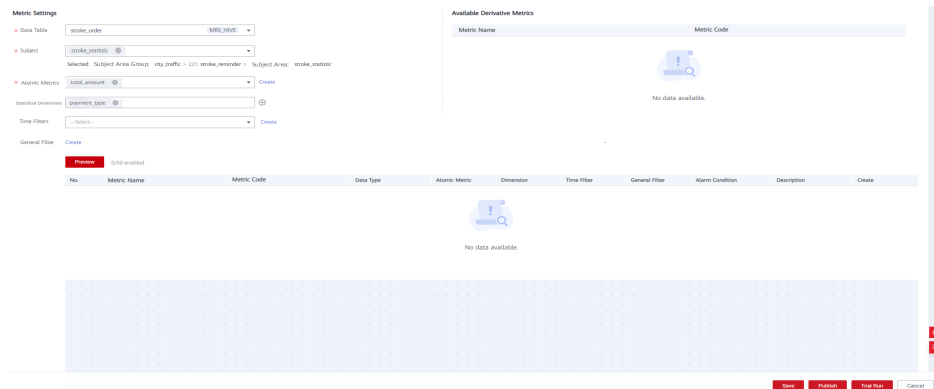 Metric Settings
Available Derivative Metrics
* Data Table stroke_order MRS_HIVE
Metric Name Metric Code
* Subject stroke_statistic
Selected: Subject Area Group: city_traffic > 221: stroke_reminder > Subject Area: stroke_statistic
* Atomic Metrics total_amount Create
No data available.
Statistical Dimensions payment_type
Time Filters --Select-- Create
General Filter Create
-
Preview 0/50 enabled
No. Metric Name Metric Code Data Type Atomic Metric Dimension Time Filter General Filter Alarm Condition Description Create
No data available.
Save Publish Trial Run Cancel